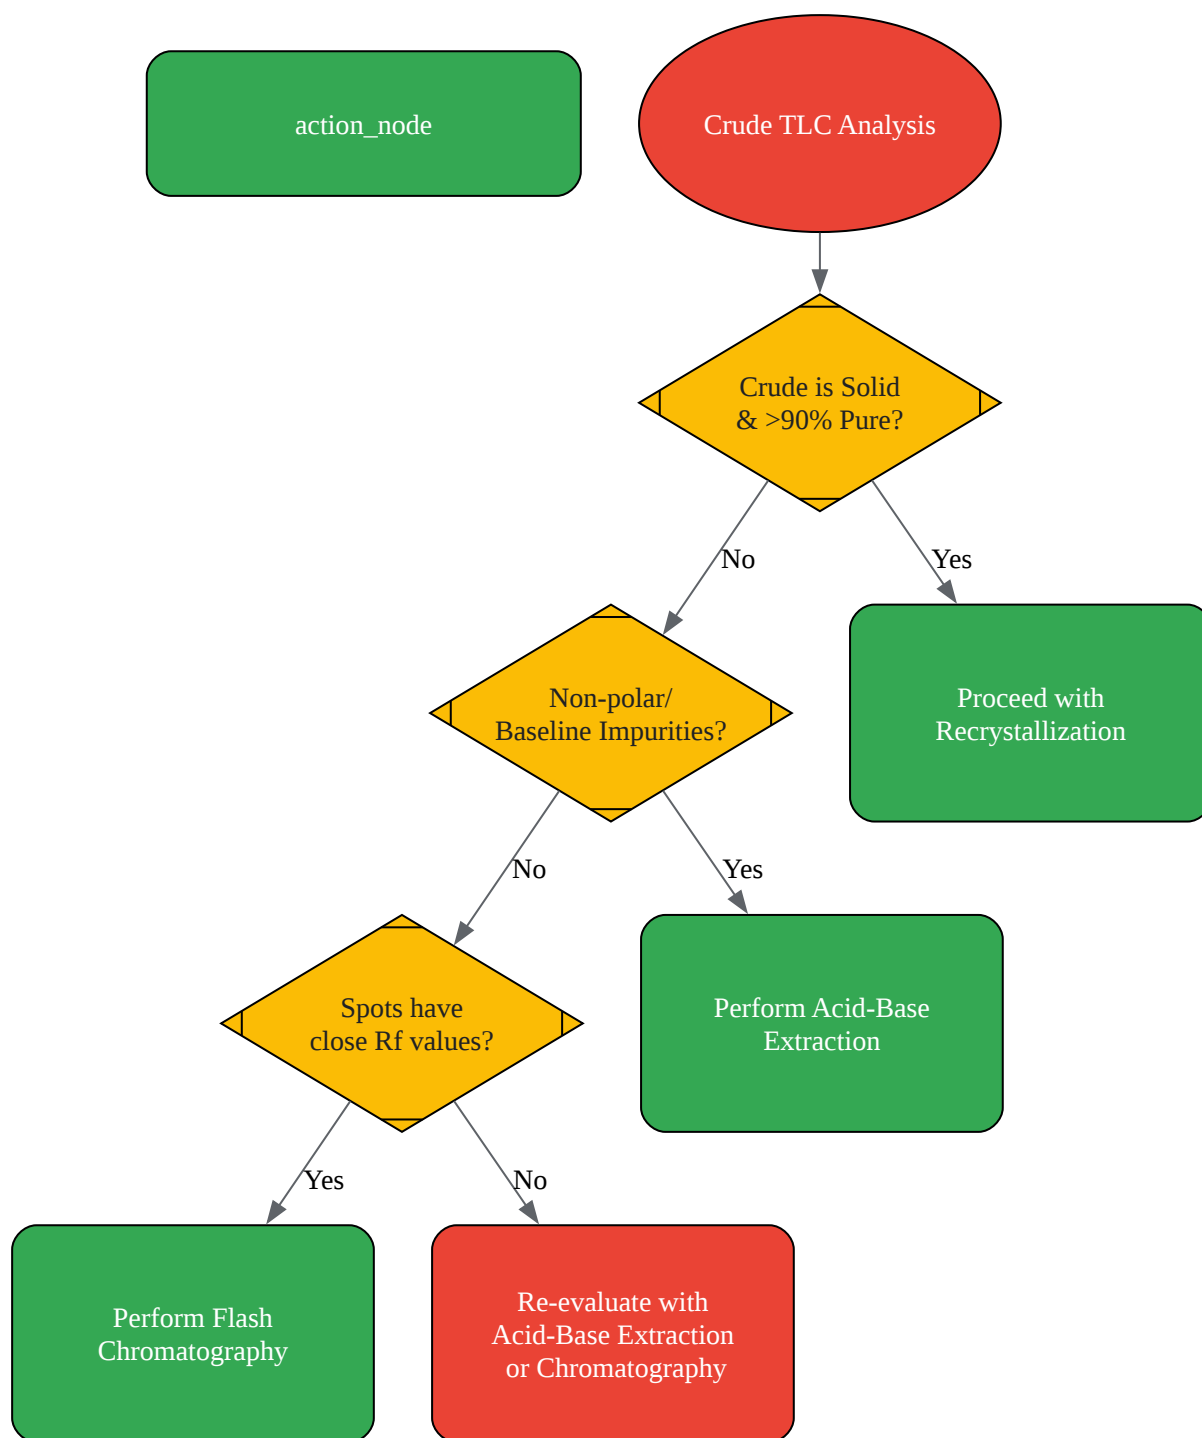 action_node
Crude TLC Analysis
Crude is Solid
& >90% Pure?
No
Yes
Non-polar/
Baseline Impurities?
Proceed with
Recrystallization
No
Yes
Spots have
close Rf values?
Perform Acid-Base
Extraction
Yes
No
Perform Flash
Chromatography
Re-evaluate with
Acid-Base Extraction
or Chromatography